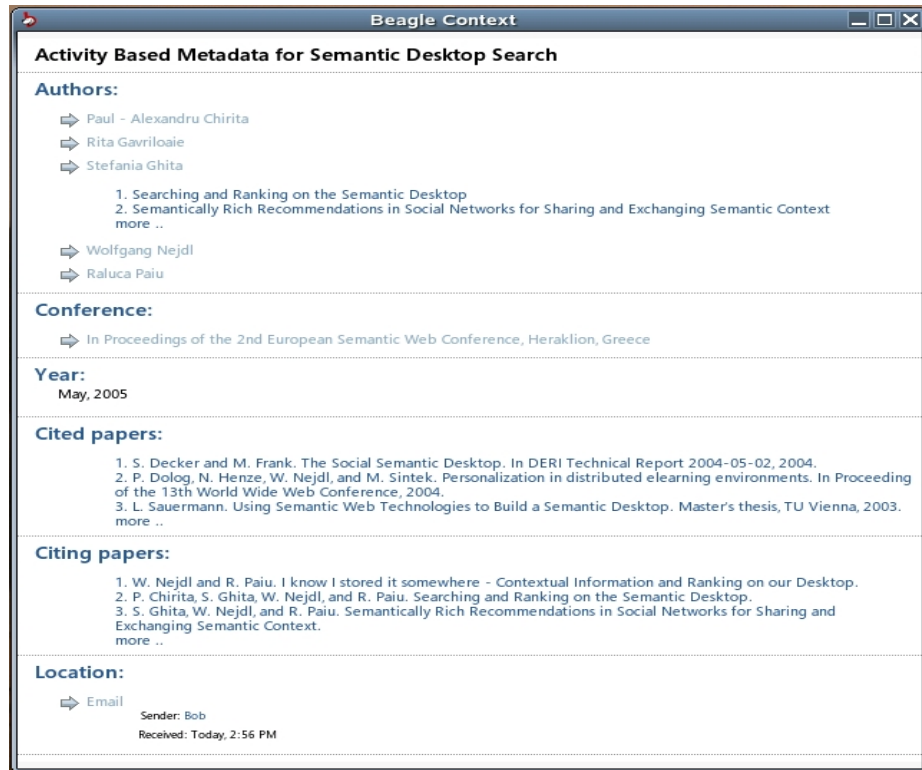 Beagle Context
Activity Based Metadata for Semantic Desktop Search
Authors:
Paul - Alexandru Chirita
Rita Gavriloaie
Stefania Ghita
1. Searching and Ranking on the Semantic Desktop
2. Semantically Rich Recommendations in Social Networks for Sharing and Exchanging Semantic Context
more ..
Wolfgang Nejdl
Raluca Paiu
Conference:
In Proceedings of the 2nd European Semantic Web Conference, Heraklion, Greece
Year:
May, 2005
Cited papers:
1. S. Decker and M. Frank. The Social Semantic Desktop. In DERI Technical Report 2004-05-02, 2004.
2. P. Dolog, N. Henze, W. Nejdl, and M. Sintek. Personalization in distributed elearning environments. In Proceeding
of the 13th World Wide Web Conference, 2004.
3. L. Sauermann. Using Semantic Web Technologies to Build a Semantic Desktop. Master's thesis, TU Vienna, 2003.
more ..
Citing papers:
1. W. Nejdl and R. Paiu. I know I stored it somewhere - Contextual Information and Ranking on our Desktop.
2. P. Chirita, S. Ghita, W. Nejdl, and R. Paiu. Searching and Ranking on the Semantic Desktop.
3. S. Ghita, W. Nejdl, and R. Paiu. Semantically Rich Recommendations in Social Networks for Sharing and
Exchanging Semantic Context.
more ..
Location:
Email
Sender: Bob
Received: Today, 2:56 PM